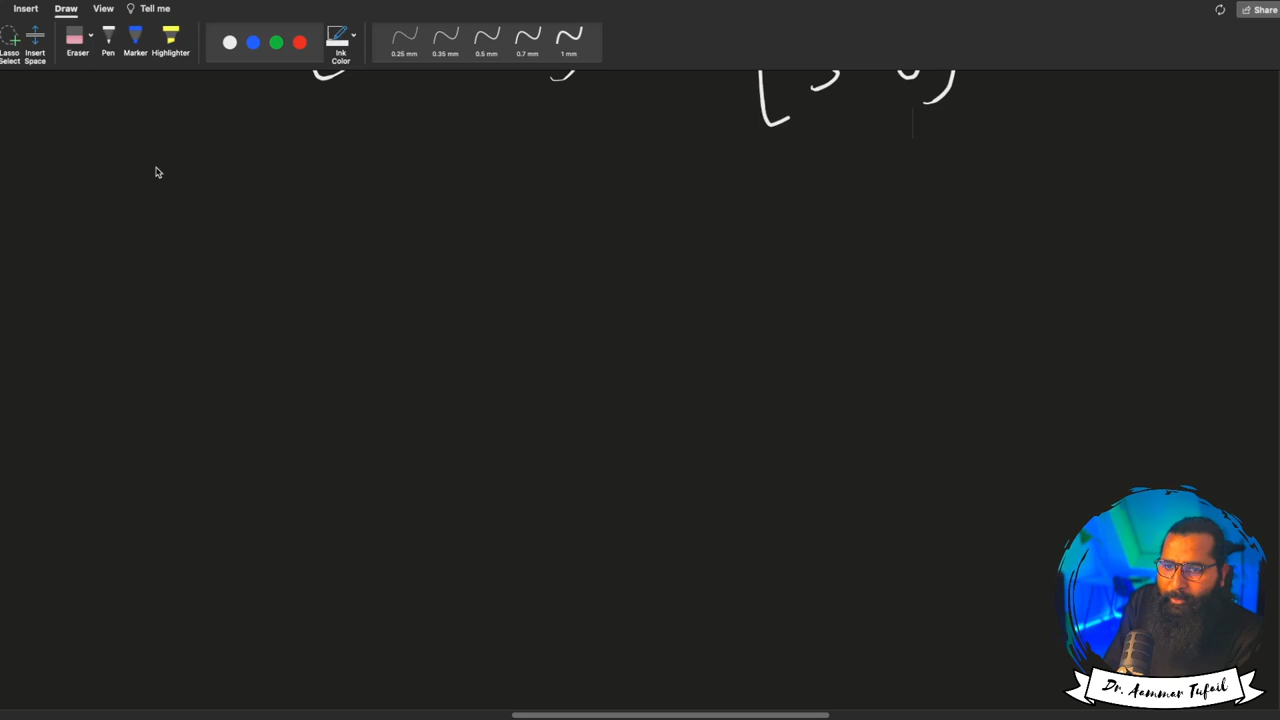 Insert Draw View Tell me
Share
Lasso Select
Insert Space
Eraser
Pen
Marker
Highlighter
Ink Color
0.25 mm
0.35 mm
0.5 mm
0.7 mm
1 mm
Dr. Aammar Tufail